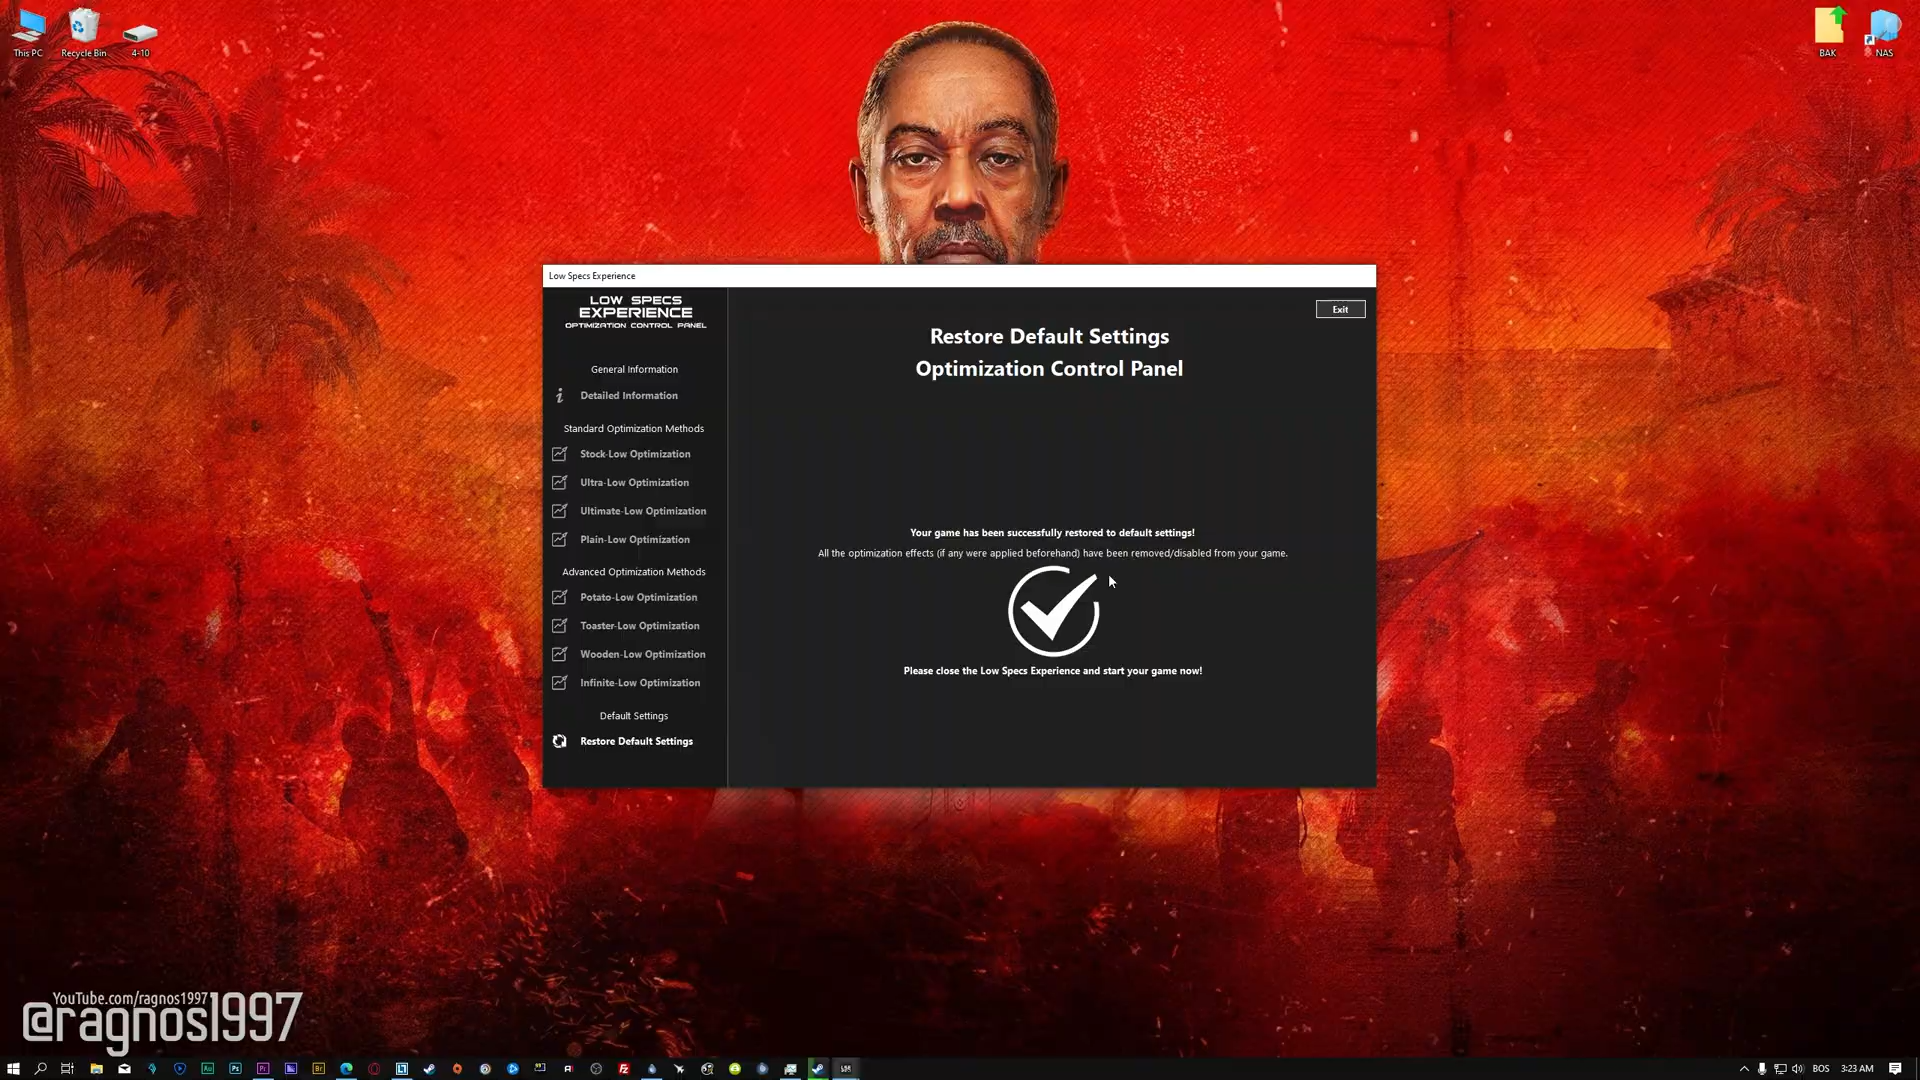 This PC
Recycle Bin
4-10
BAK
NAS
Low Specs Experience
LOW SPECS
EXPERIENCE
OPTIMIZATION CONTROL PANEL
General Information
Detailed Information
Standard Optimization Methods
Stock-Low Optimization
Ultra-Low Optimization
Ultimate-Low Optimization
Plain-Low Optimization
Advanced Optimization Methods
Potato-Low Optimization
Toaster-Low Optimization
Wooden-Low Optimization
Infinite-Low Optimization
Default Settings
Restore Default Settings
Exit
Restore Default Settings
Optimization Control Panel
Your game has been successfully restored to default settings!
All the optimization effects (if any were applied beforehand) have been removed/disabled from your game.
Please close the Low Specs Experience and start your game now!
YouTube.com/ragnos1997
@ragnos1997
BOS
3:23 AM